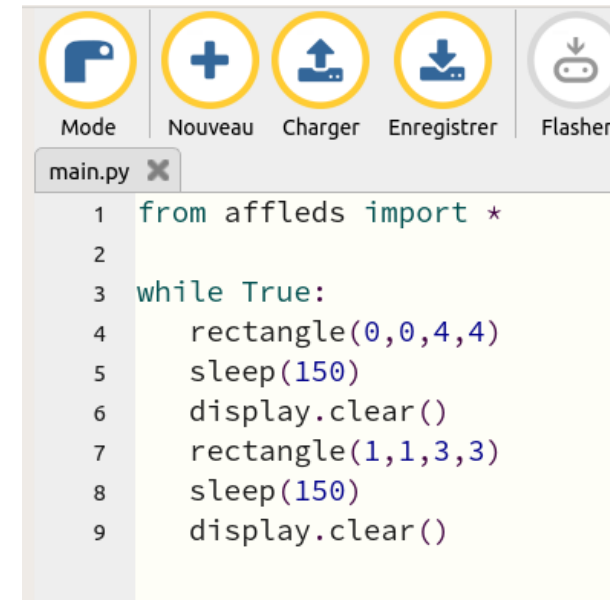 Mode Nouveau Charger Enregistrer Flasher
main.py
1 from affleds import *
2
3 while True:
4    rectangle(0,0,4,4)
5    sleep(150)
6    display.clear()
7    rectangle(1,1,3,3)
8    sleep(150)
9    display.clear()